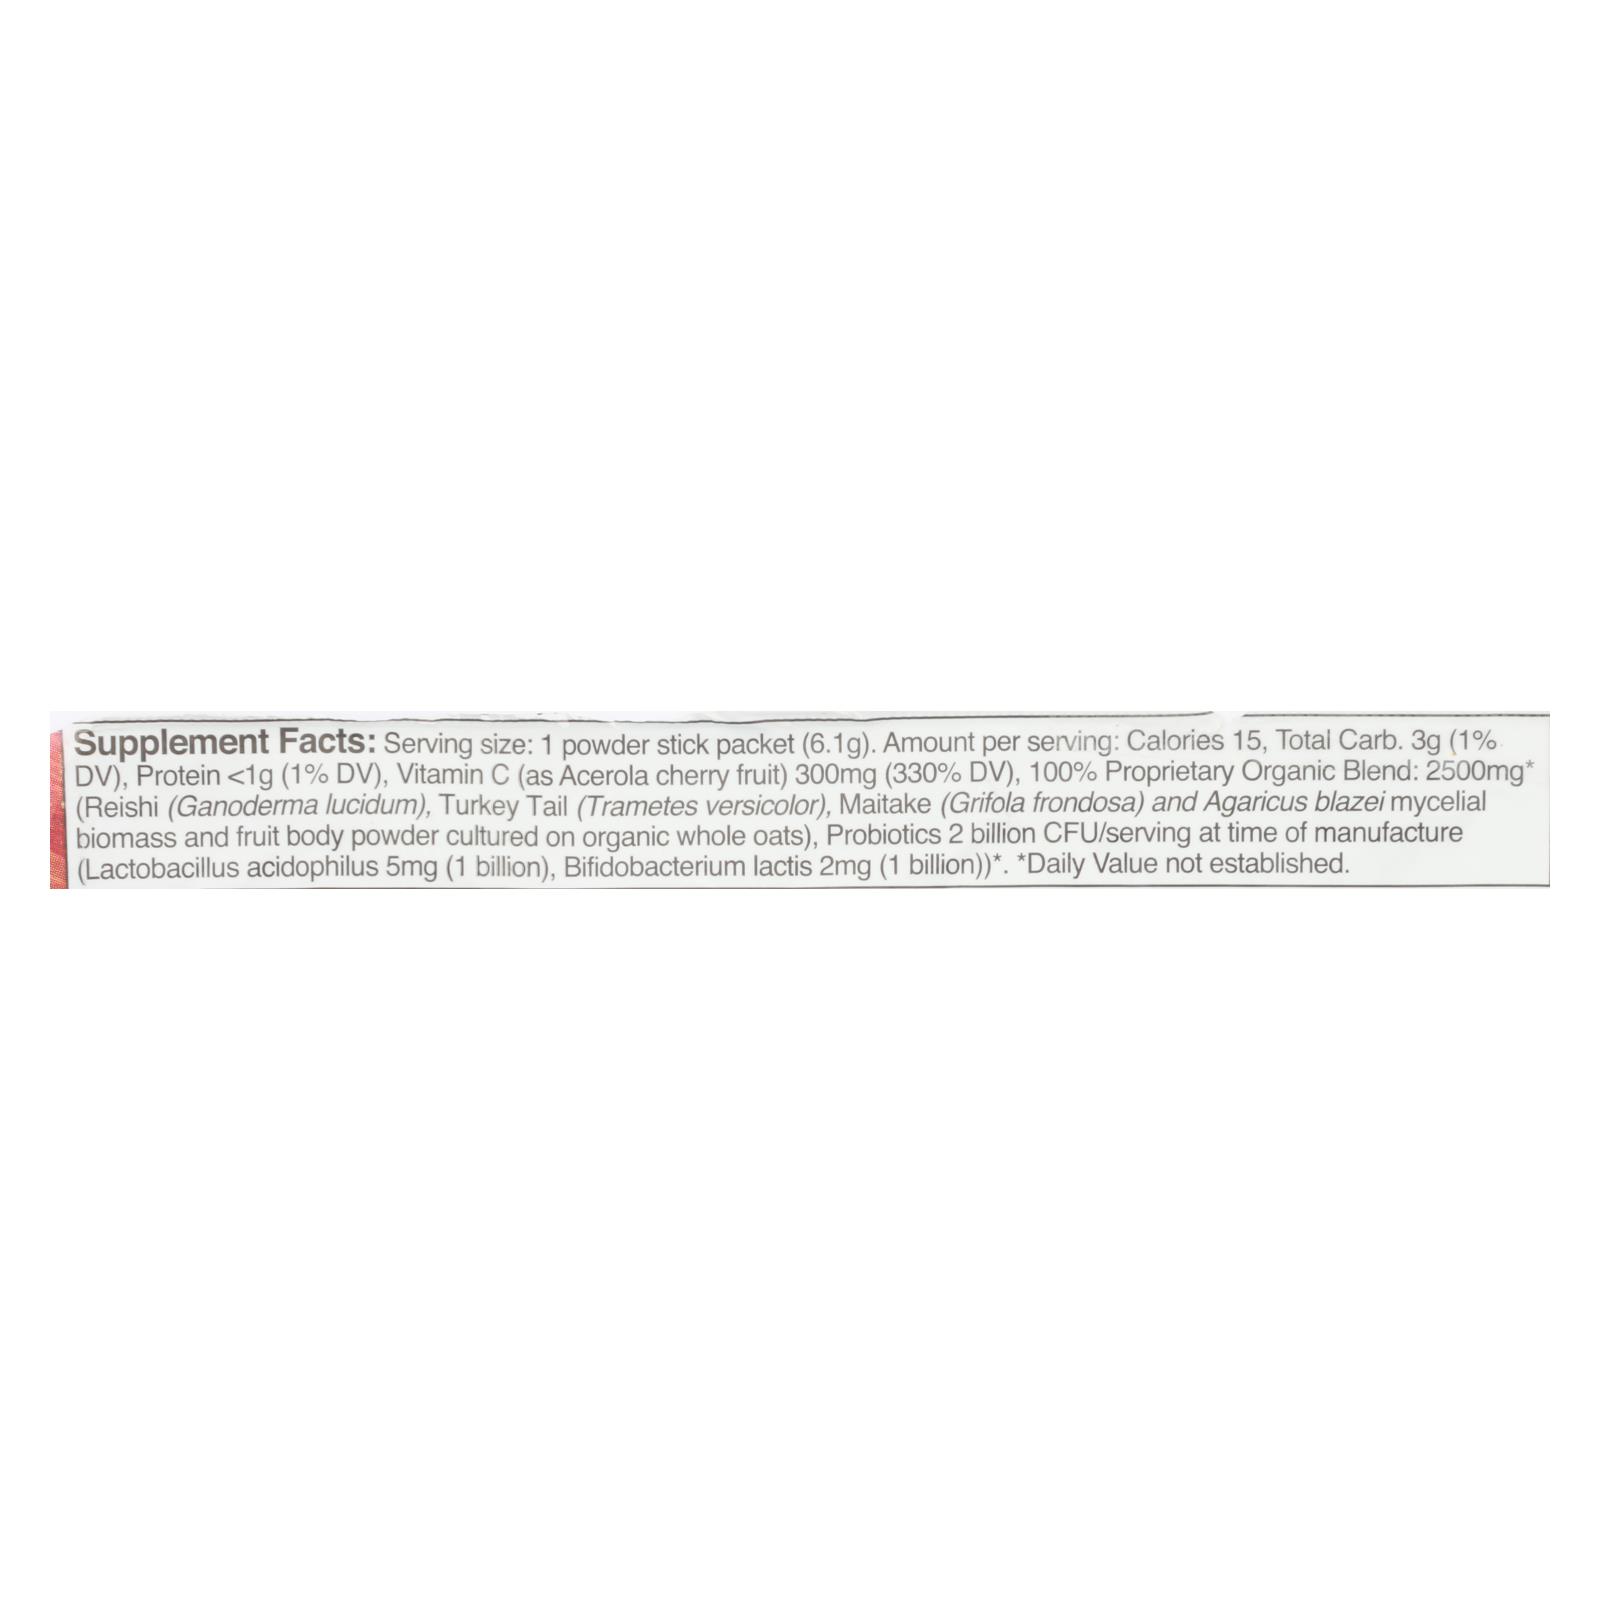 Supplement Facts: Serving size: 1 powder stick packet (6.1g). Amount per serving: Calories 15, Total Carb. 3g (1%
DV), Protein <1g (1% DV), Vitamin C (as Acerola cherry fruit) 300mg (330% DV), 100% Proprietary Organic Blend: 2500mg*
(Reishi (Ganoderma lucidum), Turkey Tail (Trametes versicolor), Maitake (Grifola frondosa) and Agaricus blazei mycelial
biomass and fruit body powder cultured on organic whole oats), Probiotics 2 billion CFU/serving at time of manufacture
(Lactobacillus acidophilus 5mg (1 billion), Bifidobacterium lactis 2mg (1 billion))*. *Daily Value not established.